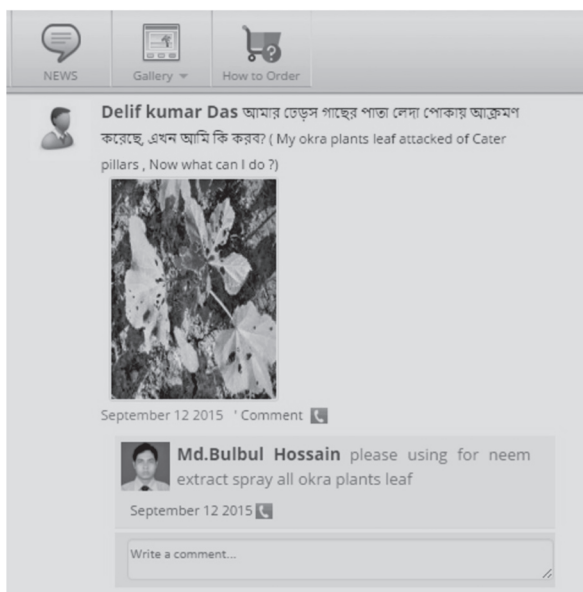 NEWS Gallery How to Order
Delif kumar Das আমার ঢেড়স গাছের পাতা লেদা পোকায় আক্রমণ
করেছে, এখন আমি কি করব? ( My okra plants leaf attacked of Cater
pillars , Now what can I do ?)
September 12 2015 ' Comment
Md.Bulbul Hossain please using for neem
extract spray all okra plants leaf
September 12 2015
Write a comment...